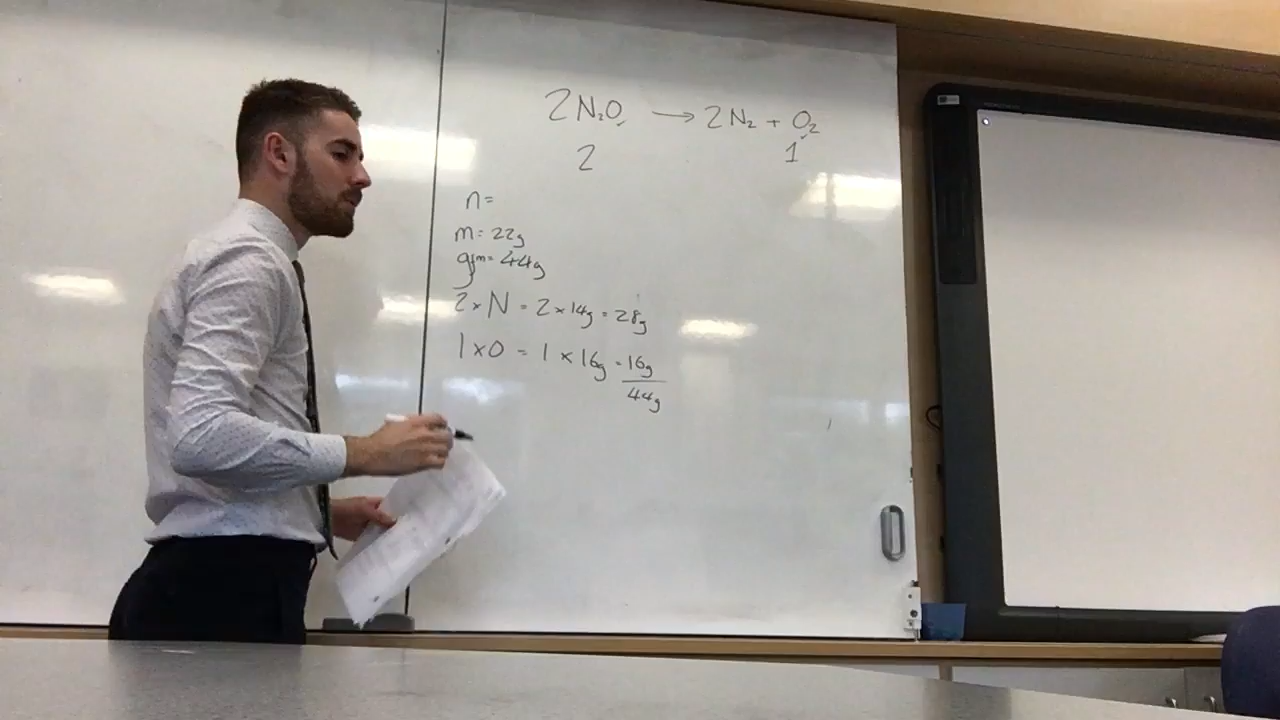 2N₂O → 2N₂ + O₂
2 1
n=
m= 22g
gfm= 44g
2 × N = 2 × 14g = 28g
1 × O = 1 × 16g = 16g
44g